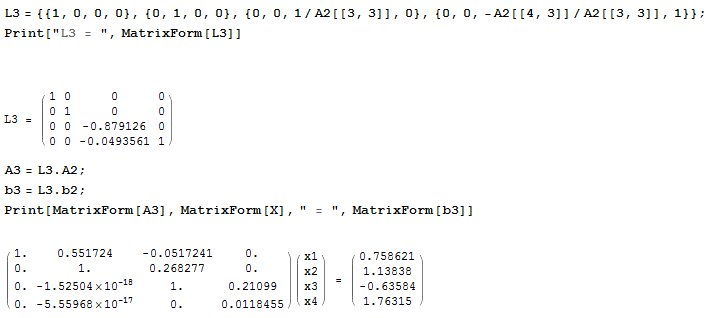 L3 = {{1, 0, 0, 0}, {0, 1, 0, 0}, {0, 0, 1/A2[[3, 3]], 0}, {0, 0, -A2[[4, 3]]/A2[[3, 3]], 1}};
Print["L3 = ", MatrixForm[L3]]
L3 =
1 0 0 0
0 1 0 0
0 0 -0.879126 0
0 0 -0.0493561 1
A3 = L3.A2;
b3 = L3.b2;
Print[MatrixForm[A3], MatrixForm[X], " = ", MatrixForm[b3]]
1. 0.551724 -0.0517241 0. x1 0.758621
0. 1. 0.268277 0. x2 1.13838
0. -1.52504×10^-18 1. 0.21099 x3 = -0.63584
0. -5.55968×10^-17 0. 0.0118455 x4 1.76315